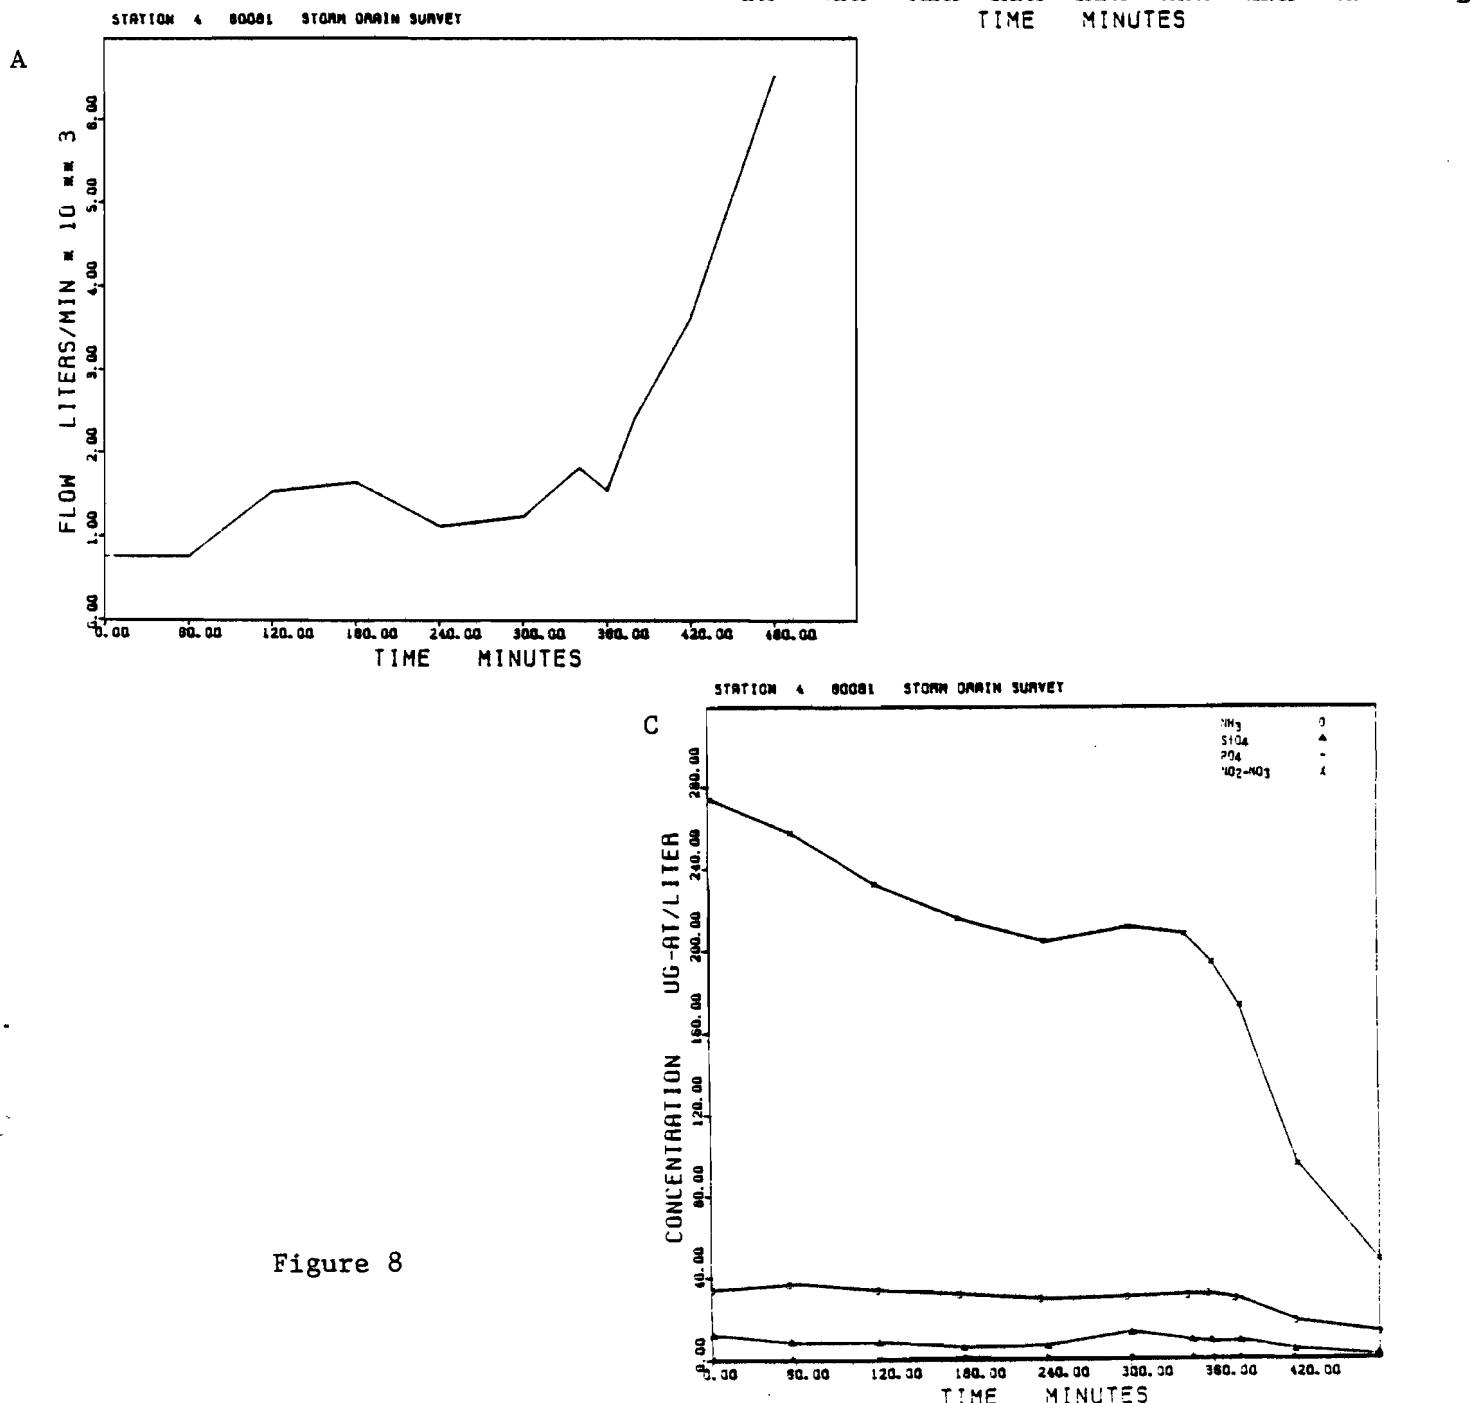 TIME MINUTES
STATION 4 80081 STORM DRAIN SURVEY
A
FLOW LITERS/MIN * 10 ** 3
6.00
5.00
4.00
3.00
2.00
1.00
0.00
0.00 60.00 120.00 180.00 240.00 300.00 360.00 420.00 480.00
TIME MINUTES
STATION 4 80081 STORM DRAIN SURVEY
C
NH3
SIO4
PO4
NO2-NO3 X
CONCENTRATION UG-AT/LITER
280.00
240.00
200.00
160.00
120.00
80.00
40.00
0.00
0.00 60.00 120.00 180.00 240.00 300.00 360.00 420.00
TIME MINUTES
Figure 8